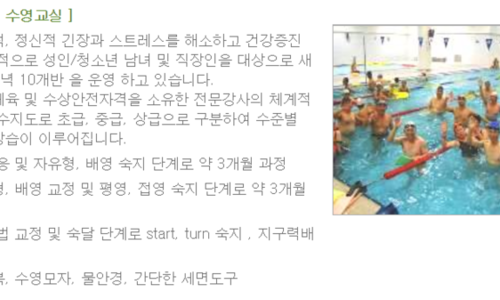 수영교실 ]
정신적 긴장과 스트레스를 해소하고 건강증진
적으로 성인/청소년 남녀 및 직장인을 대상으로 새
녁 10개반 을 운영 하고 있습니다.
육 및 수상안전자격을 소유한 전문강사의 체계적
수지도로 초급, 중급, 상급으로 구분하여 수준별
습이 이루어집니다.
및 자유형, 배영 숙지 단계로 약 3개월 과정
배영 교정 및 평영, 접영 숙지 단계로 약 3개월
법 교정 및 숙달 단계로 start, turn 숙지 , 지구력배
수영모자, 물안경, 간단한 세면도구